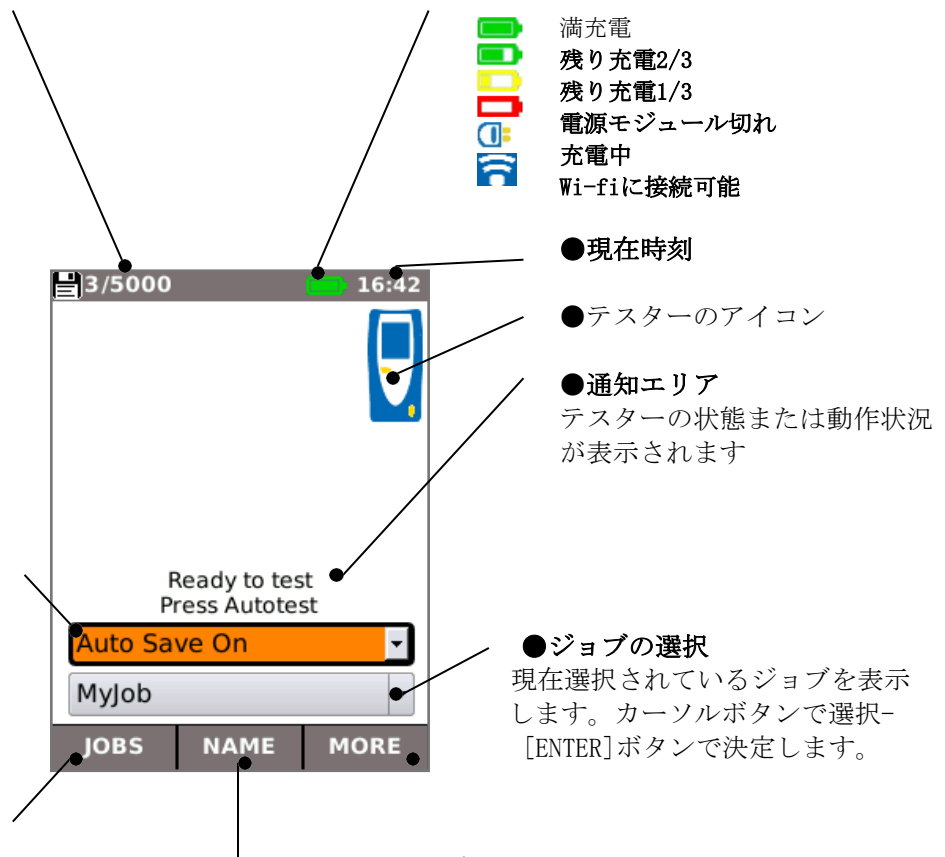 満充電
残り充電2/3
残り充電1/3
電源モジュール切れ
充電中
Wi-fiに接続可能
●現在時刻
3/5000 16:42
●テスターのアイコン
●通知エリア
テスターの状態または動作状況
が表示されます
Ready to test
Press Autotest
Auto Save On
●ジョブの選択
現在選択されているジョブを表示
します。カーソルボタンで選択-
[ENTER]ボタンで決定します。
MyJob
JOBS NAME MORE